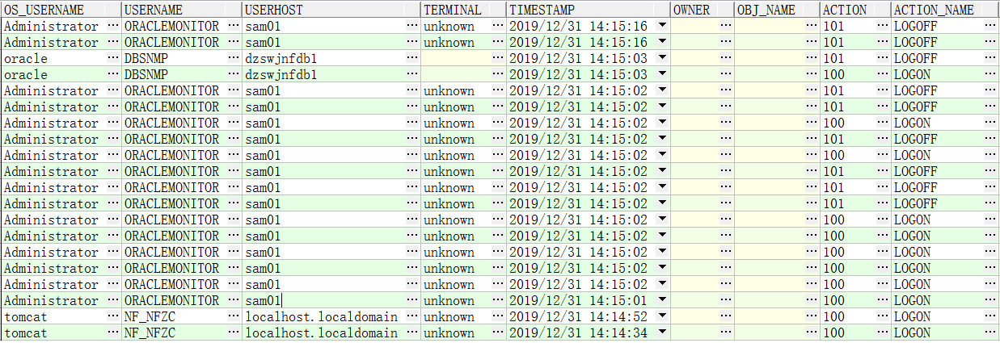 OS_USERNAME USERNAME USERHOST TERMINAL TIMESTAMP OWNER OBJ_NAME ACTION ACTION_NAME
Administrator ··· ORACLEMONITOR ··· sam01 ··· unknown ··· 2019/12/31 14:15:16 ··· ··· 101 ··· LOGOFF ···
Administrator ··· ORACLEMONITOR ··· sam01 ··· unknown ··· 2019/12/31 14:15:16 ··· ··· 101 ··· LOGOFF ···
oracle ··· DBSNMP ··· dzswjnfdb1 ··· ··· 2019/12/31 14:15:03 ··· ··· 101 ··· LOGOFF ···
oracle ··· DBSNMP ··· dzswjnfdb1 ··· ··· 2019/12/31 14:15:03 ··· ··· 100 ··· LOGON ···
Administrator ··· ORACLEMONITOR ··· sam01 ··· unknown ··· 2019/12/31 14:15:02 ··· ··· 101 ··· LOGOFF ···
Administrator ··· ORACLEMONITOR ··· sam01 ··· unknown ··· 2019/12/31 14:15:02 ··· ··· 101 ··· LOGOFF ···
Administrator ··· ORACLEMONITOR ··· sam01 ··· unknown ··· 2019/12/31 14:15:02 ··· ··· 100 ··· LOGON ···
Administrator ··· ORACLEMONITOR ··· sam01 ··· unknown ··· 2019/12/31 14:15:02 ··· ··· 101 ··· LOGOFF ···
Administrator ··· ORACLEMONITOR ··· sam01 ··· unknown ··· 2019/12/31 14:15:02 ··· ··· 100 ··· LOGON ···
Administrator ··· ORACLEMONITOR ··· sam01 ··· unknown ··· 2019/12/31 14:15:02 ··· ··· 101 ··· LOGOFF ···
Administrator ··· ORACLEMONITOR ··· sam01 ··· unknown ··· 2019/12/31 14:15:02 ··· ··· 101 ··· LOGOFF ···
Administrator ··· ORACLEMONITOR ··· sam01 ··· unknown ··· 2019/12/31 14:15:02 ··· ··· 101 ··· LOGOFF ···
Administrator ··· ORACLEMONITOR ··· sam01 ··· unknown ··· 2019/12/31 14:15:02 ··· ··· 100 ··· LOGON ···
Administrator ··· ORACLEMONITOR ··· sam01 ··· unknown ··· 2019/12/31 14:15:02 ··· ··· 100 ··· LOGON ···
Administrator ··· ORACLEMONITOR ··· sam01 ··· unknown ··· 2019/12/31 14:15:02 ··· ··· 100 ··· LOGON ···
Administrator ··· ORACLEMONITOR ··· sam01 ··· unknown ··· 2019/12/31 14:15:02 ··· ··· 100 ··· LOGON ···
Administrator ··· ORACLEMONITOR ··· sam01 ··· unknown ··· 2019/12/31 14:15:02 ··· ··· 100 ··· LOGON ···
Administrator ··· ORACLEMONITOR ··· sam01 ··· unknown ··· 2019/12/31 14:15:01 ··· ··· 100 ··· LOGON ···
tomcat ··· NF_NFZC ··· localhost.localdomain ··· unknown ··· 2019/12/31 14:14:52 ··· ··· 100 ··· LOGON ···
tomcat ··· NF_NFZC ··· localhost.localdomain ··· unknown ··· 2019/12/31 14:14:34 ··· ··· 100 ··· LOGON ···